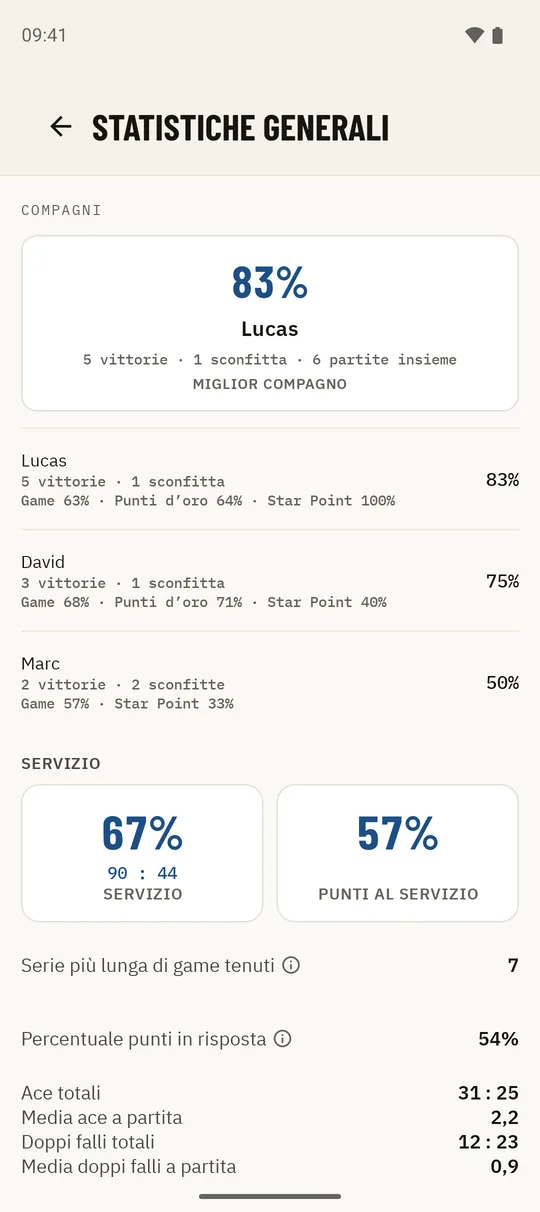 09:41
STATISTICHE GENERALI
COMPAGNI
83%
Lucas
5 vittorie · 1 sconfitta · 6 partite insieme
MIGLIOR COMPAGNO
Lucas
5 vittorie · 1 sconfitta
Game 63% · Punti d’oro 64% · Star Point 100%
83%
David
3 vittorie · 1 sconfitta
Game 68% · Punti d’oro 71% · Star Point 40%
75%
Marc
2 vittorie · 2 sconfitte
Game 57% · Star Point 33%
50%
SERVIZIO
67%
90 : 44
SERVIZIO
57%
PUNTI AL SERVIZIO
Serie più lunga di game tenuti 7
Percentuale punti in risposta 54%
Ace totali 31 : 25
Media ace a partita 2,2
Doppi falli totali 12 : 23
Media doppi falli a partita 0,9